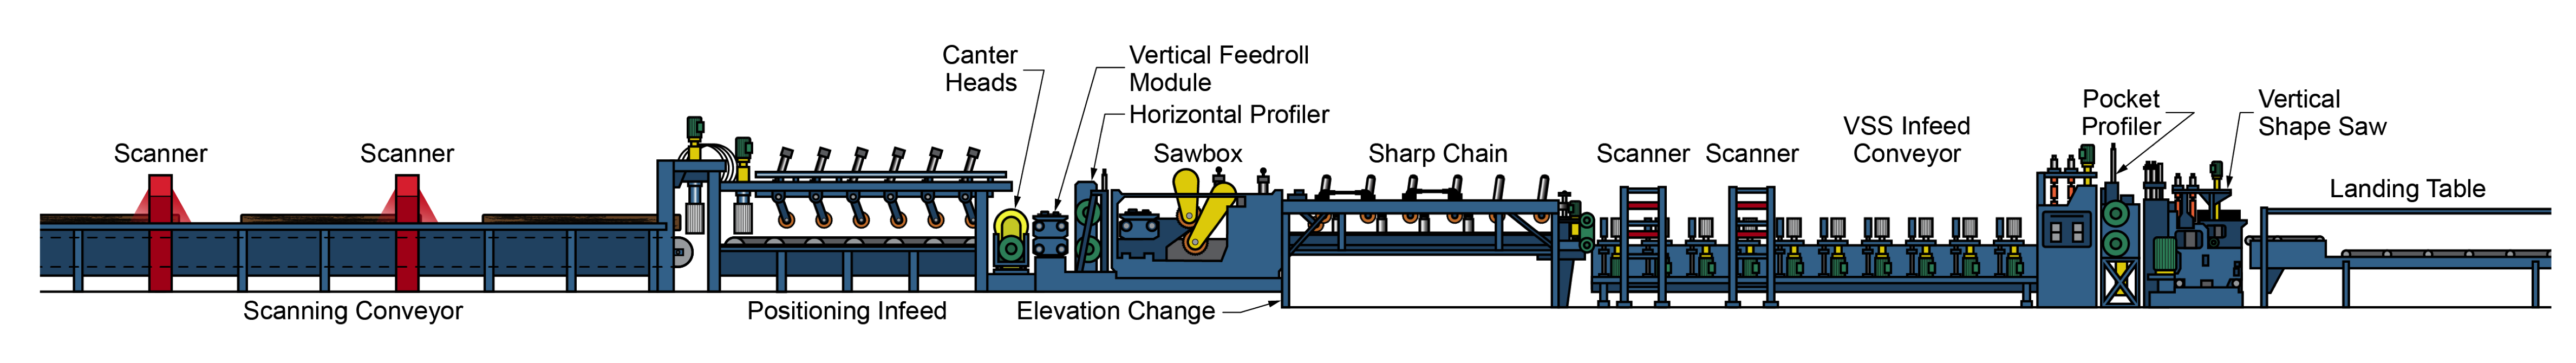 Scanner
Scanner
Scanning Conveyor
Positioning Infeed
Canter
Heads
Vertical Feedroll
Module
Horizontal Profiler
Sawbox
Elevation Change
Sharp Chain
Scanner
Scanner
VSS Infeed
Conveyor
Pocket
Profiler
Vertical
Shape Saw
Landing Table